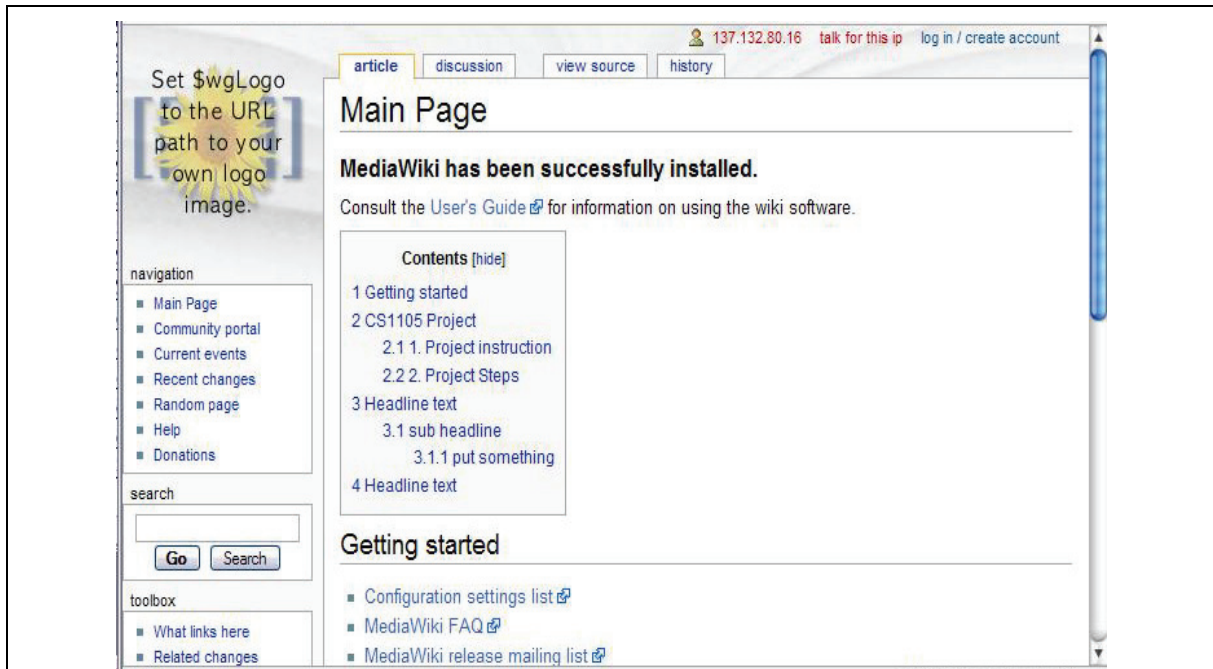 137.132.80.16 talk for this ip log in / create account
article discussion view source history
Set $wgLogo
to the URL
path to your
own logo
image.
Main Page
MediaWiki has been successfully installed.
Consult the User's Guide for information on using the wiki software.
Contents [hide]
1 Getting started
2 CS1105 Project
2.1 1. Project instruction
2.2 2. Project Steps
3 Headline text
3.1 sub headline
3.1.1 put something
4 Headline text
navigation
Main Page
Community portal
Current events
Recent changes
Random page
Help
Donations
search
Go Search
toolbox
What links here
Related changes
Getting started
Configuration settings list
MediaWiki FAQ
MediaWiki release mailing list